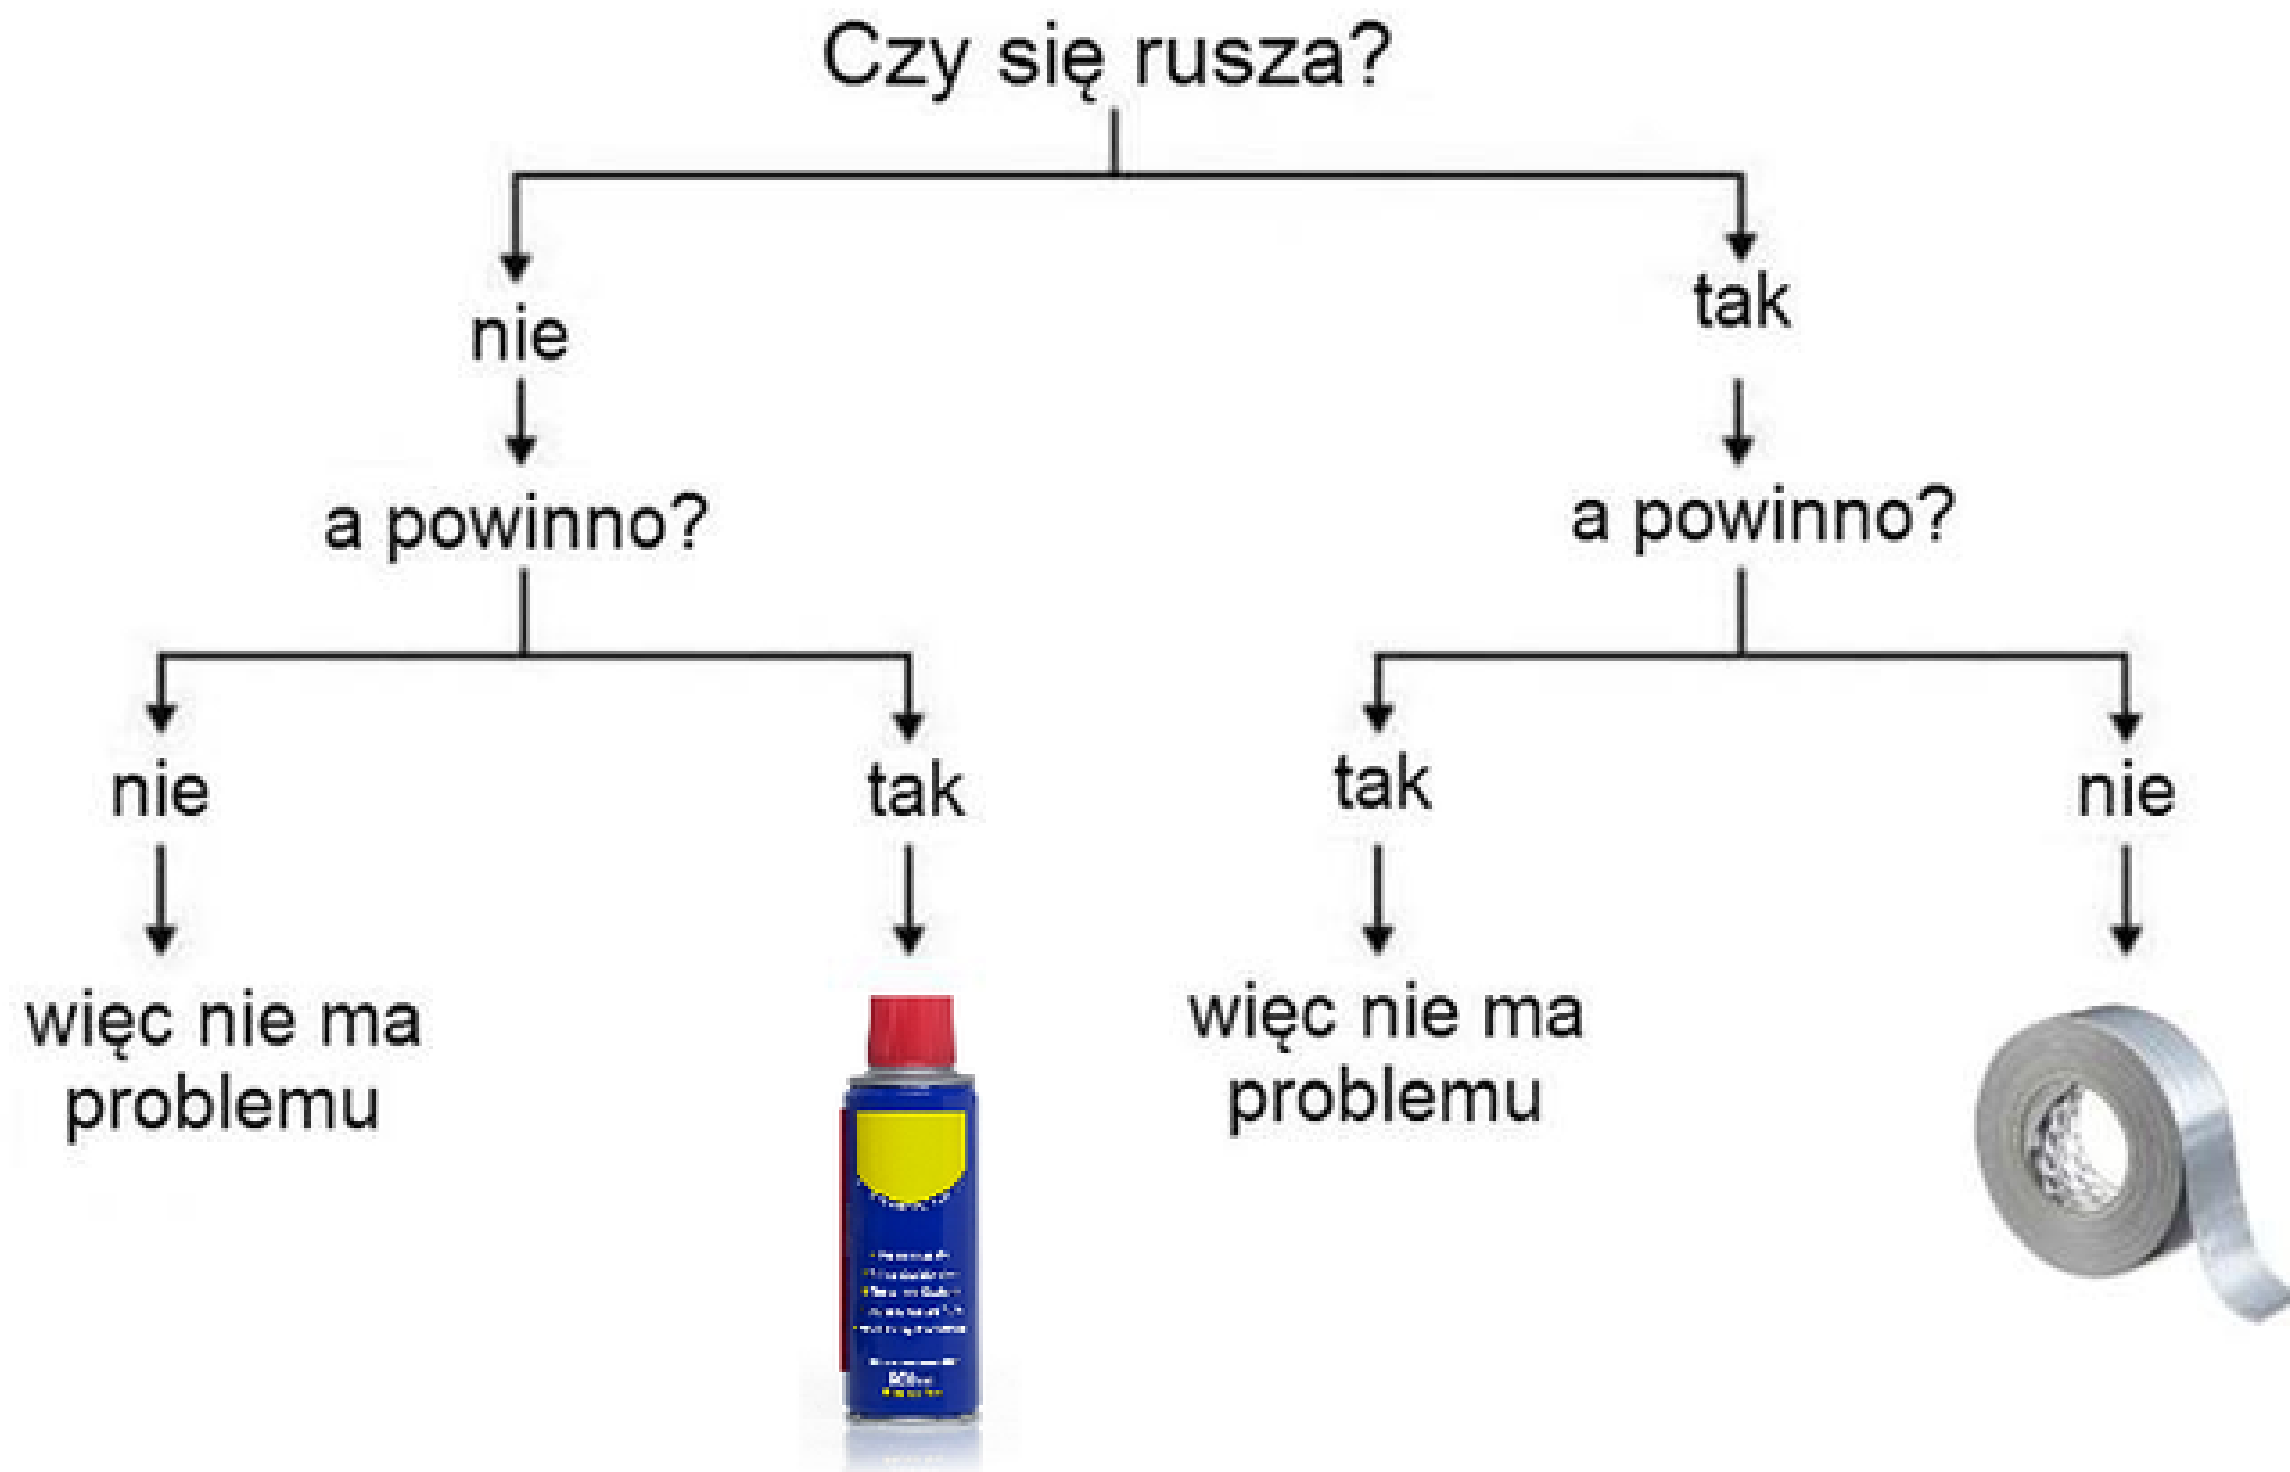 Czy się rusza?
nie
tak
a powinno?
a powinno?
nie
tak
tak
nie
więc nie ma
problemu
więc nie ma
problemu